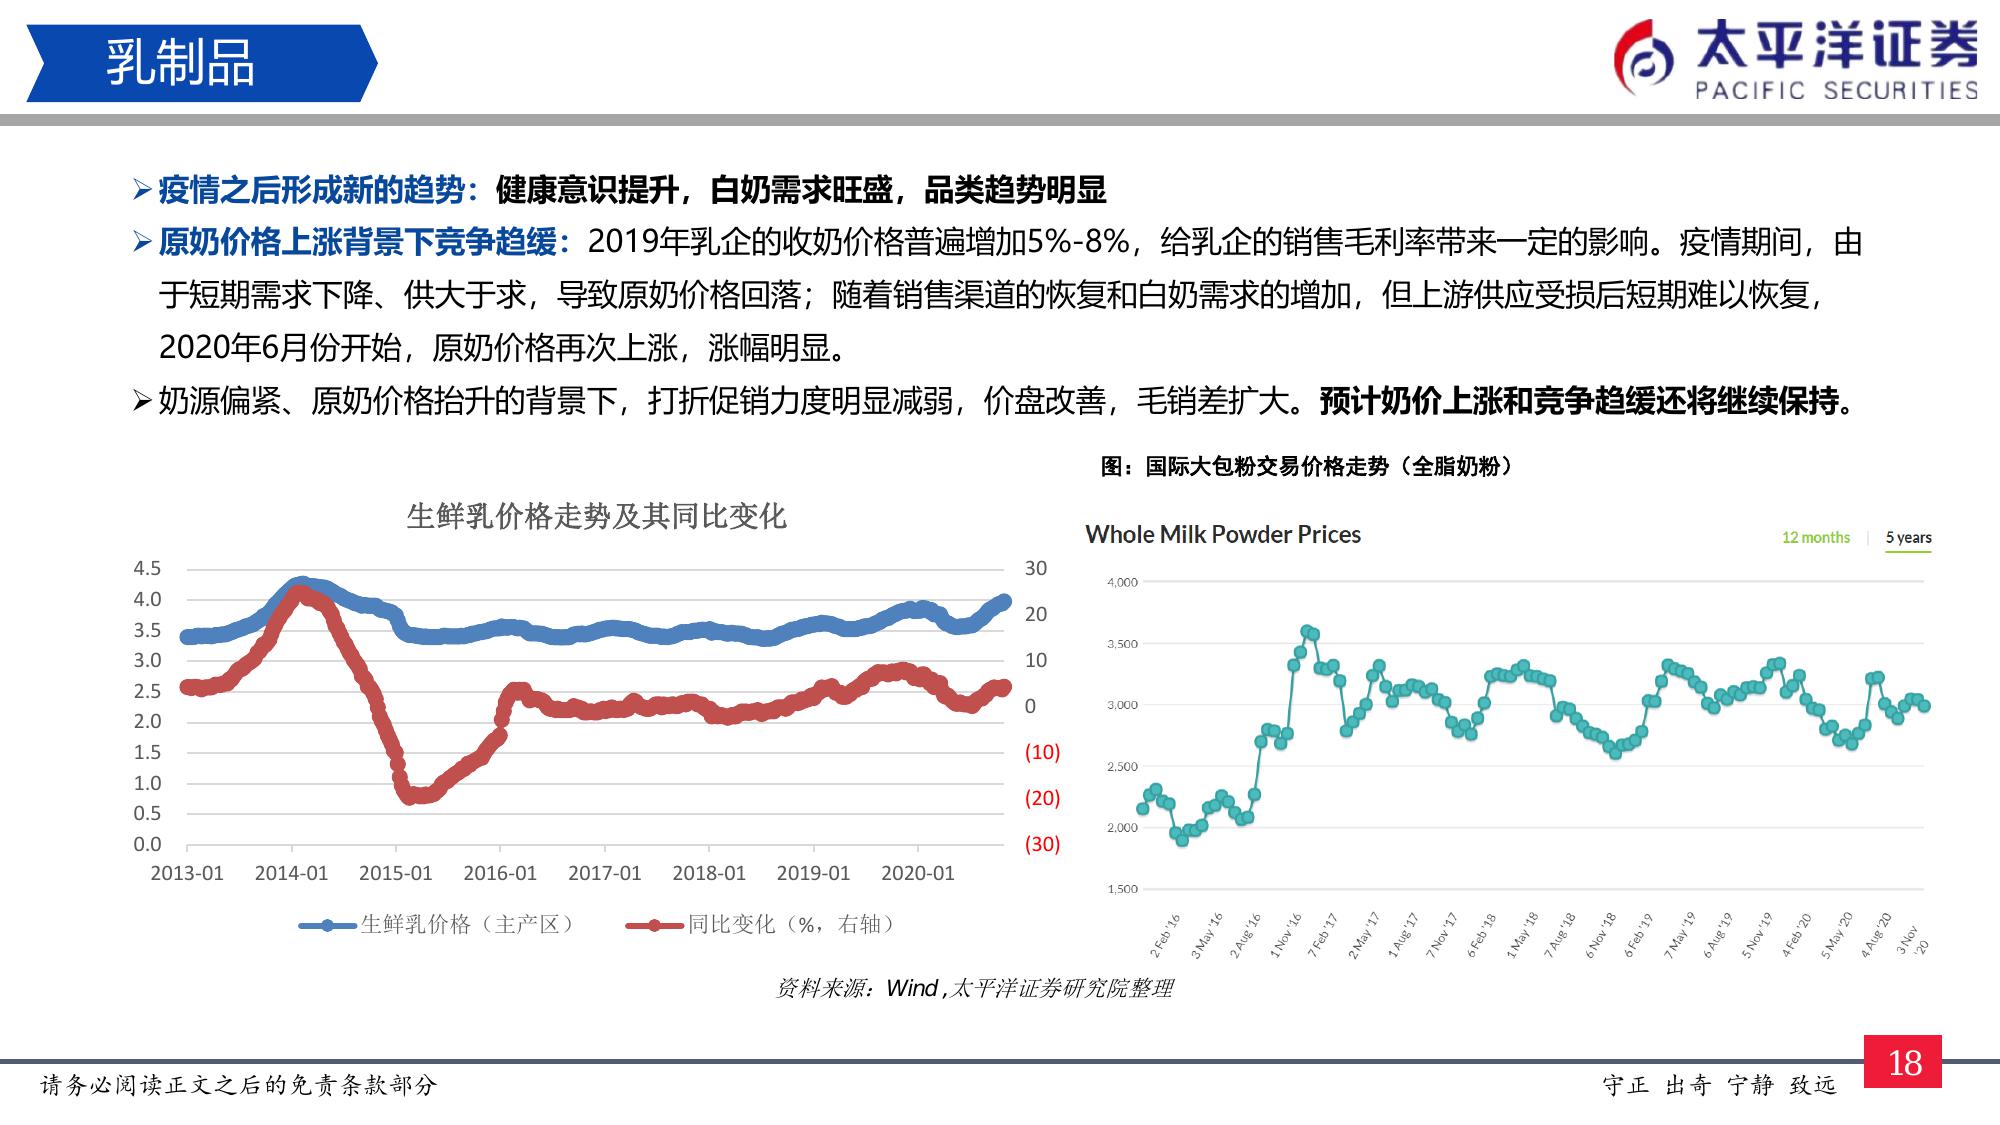 乳制品
太平洋证券
PACIFIC SECURITIES
➢疫情之后形成新的趋势：健康意识提升，白奶需求旺盛，品类趋势明显
➢原奶价格上涨背景下竞争趋缓：2019年乳企的收奶价格普遍增加5%-8%，给乳企的销售毛利率带来一定的影响。疫情期间，由
于短期需求下降、供大于求，导致原奶价格回落；随着销售渠道的恢复和白奶需求的增加，但上游供应受损后短期难以恢复，
2020年6月份开始，原奶价格再次上涨，涨幅明显。
➢奶源偏紧、原奶价格抬升的背景下，打折促销力度明显减弱，价盘改善，毛销差扩大。预计奶价上涨和竞争趋缓还将继续保持。
生鲜乳价格走势及其同比变化
4.5
4.0
3.5
3.0
2.5
2.0
1.5
1.0
0.5
0.0
30
20
10
0
(10)
(20)
(30)
2013-01 2014-01 2015-01 2016-01 2017-01 2018-01 2019-01 2020-01
生鲜乳价格（主产区） 同比变化（%，右轴）
图：国际大包粉交易价格走势（全脂奶粉）
Whole Milk Powder Prices
12 months | 5 years
4,000
3,500
3,000
2,500
2,000
1,500
2 Feb '16 3 May '16 2 Aug '16 1 Nov '16 7 Feb '17 2 May '17 1 Aug '17 7 Nov '17 6 Feb '18 1 May '18 7 Aug '18 6 Nov '18 6 Feb '19 7 May '19 6 Aug '19 5 Nov '19 4 Feb '20 5 May '20 4 Aug '20 3 Nov '20
资料来源：Wind ,太平洋证券研究院整理
请务必阅读正文之后的免责条款部分
守正 出奇 宁静 致远
18